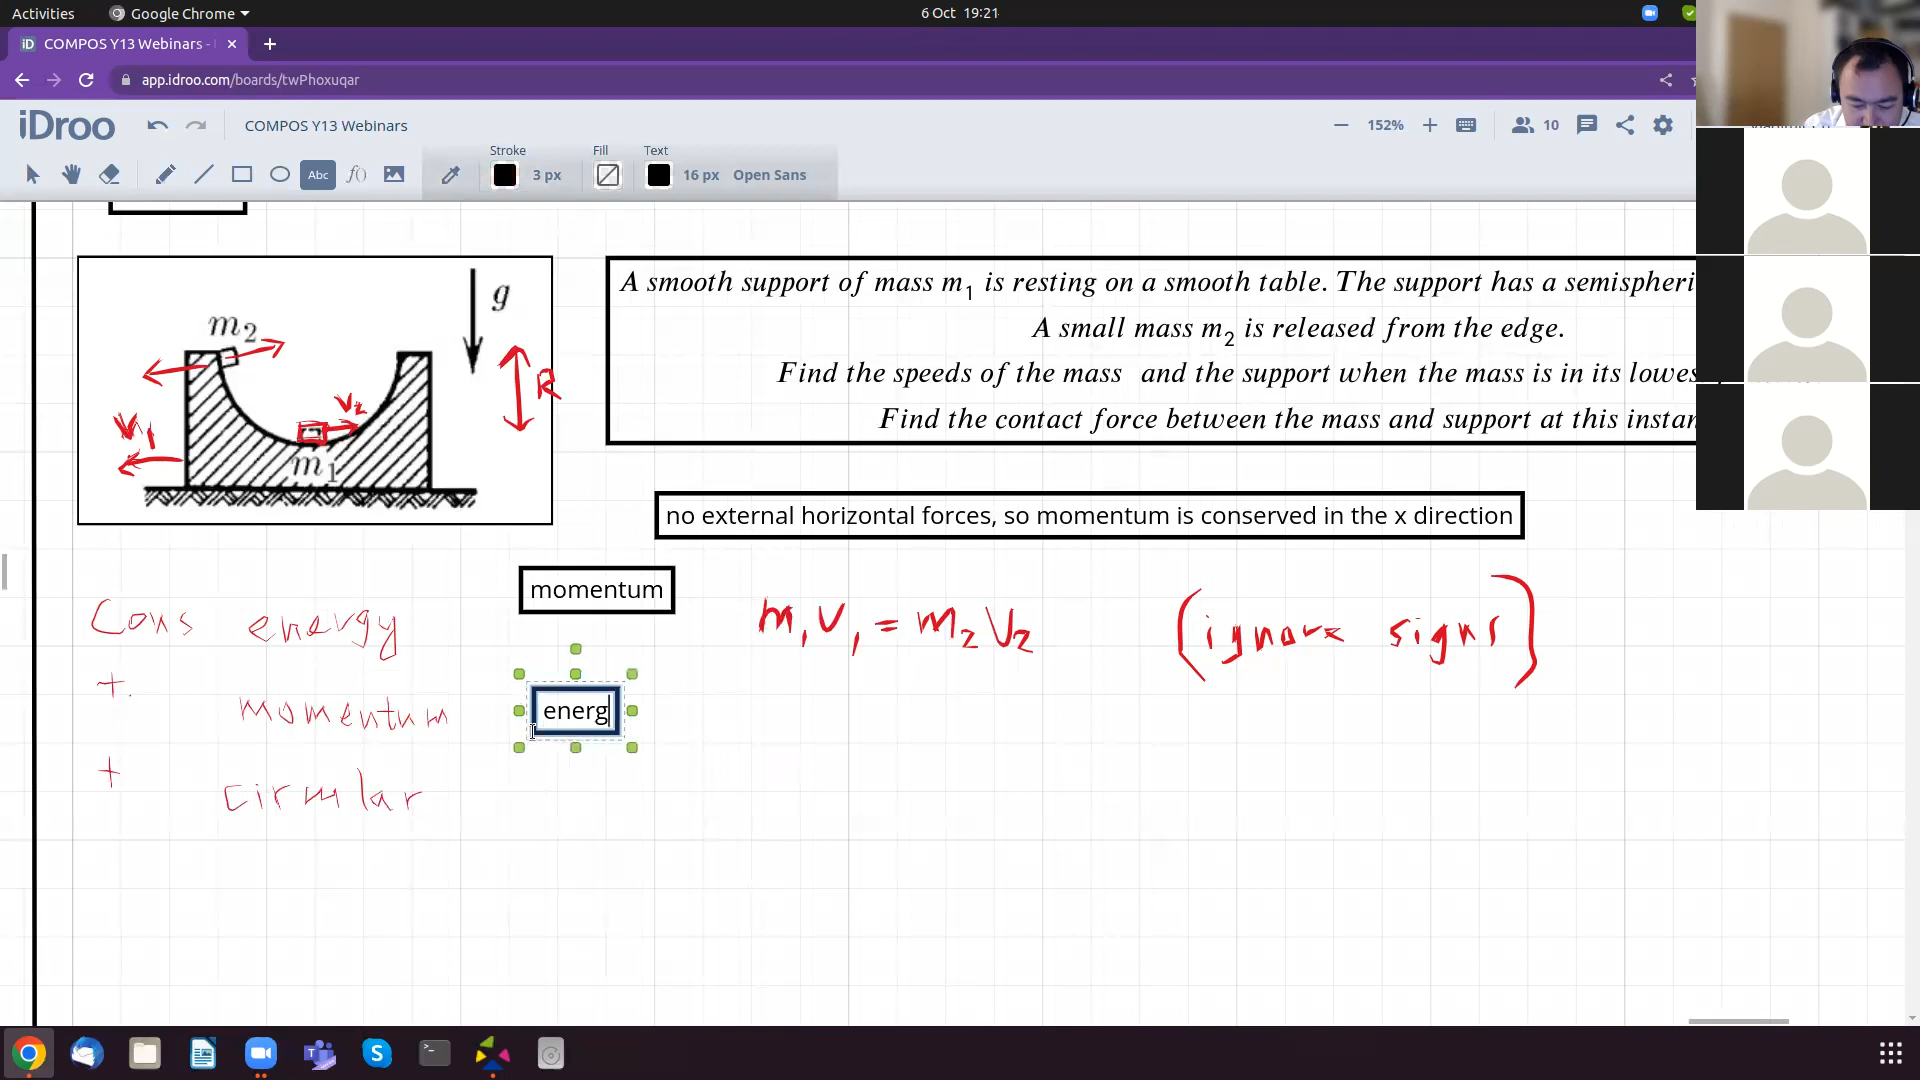 Activities
Google Chrome
6 Oct 19:21
iD COMPOS Y13 Webinars -
app.idroo.com/boards/twPhoxuqar
iDroo
COMPOS Y13 Webinars
152%
10
Stroke
Fill
Text
Abc
f()
3 px
16 px
Open Sans
m2
g
R
v2
v1
m1
A smooth support of mass m1 is resting on a smooth table. The support has a semispheri
A small mass m2 is released from the edge.
Find the speeds of the mass and the support when the mass is in its lowes
Find the contact force between the mass and support at this instan
no external horizontal forces, so momentum is conserved in the x direction
momentum
m1v1 = m2v2
(ignore signs)
Cons energy
+
momentum
+
circular
energ